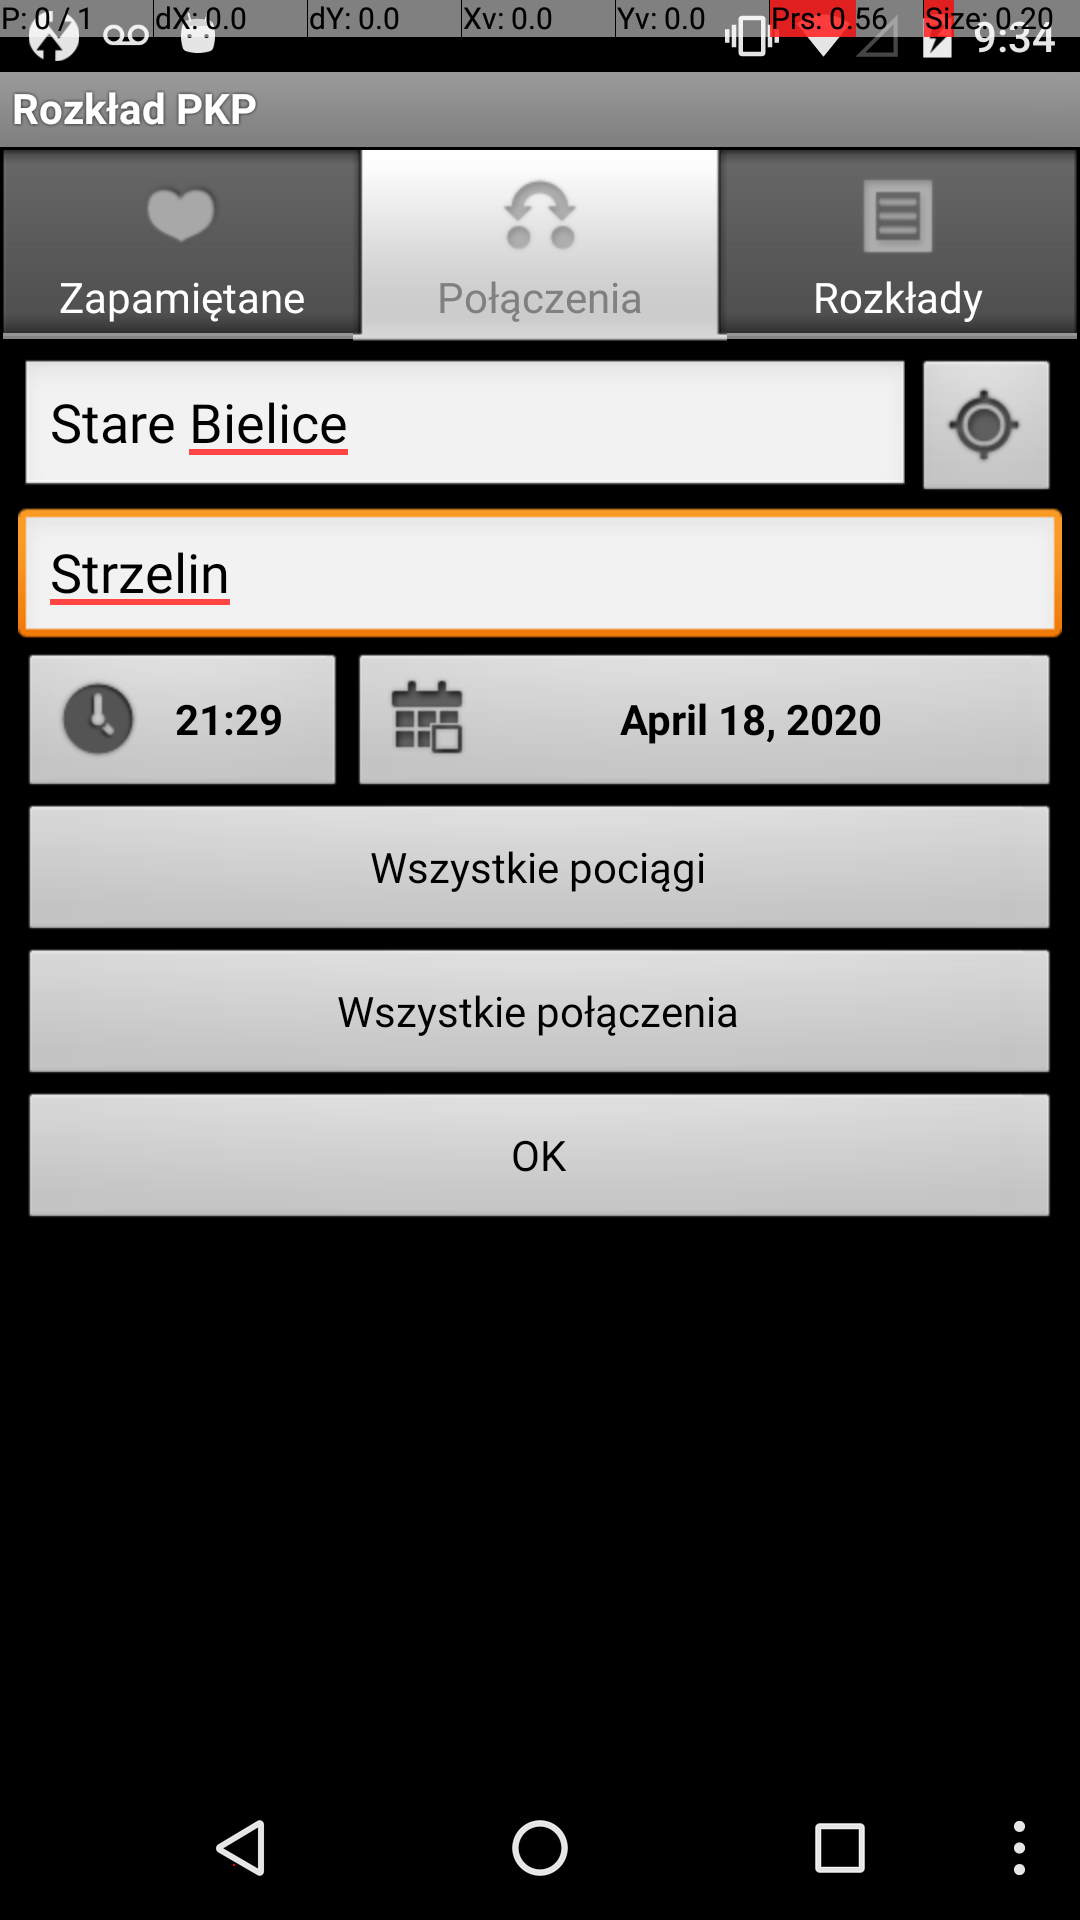 P: 0 / 1 dX: 0.0 dY: 0.0 Xv: 0.0 Yv: 0.0 Prs: 0.56 Size: 0.20
9:34
Rozkład PKP
Zapamiętane Połączenia Rozkłady
Stare Bielice
Strzelin
21:29 April 18, 2020
Wszystkie pociągi
Wszystkie połączenia
OK